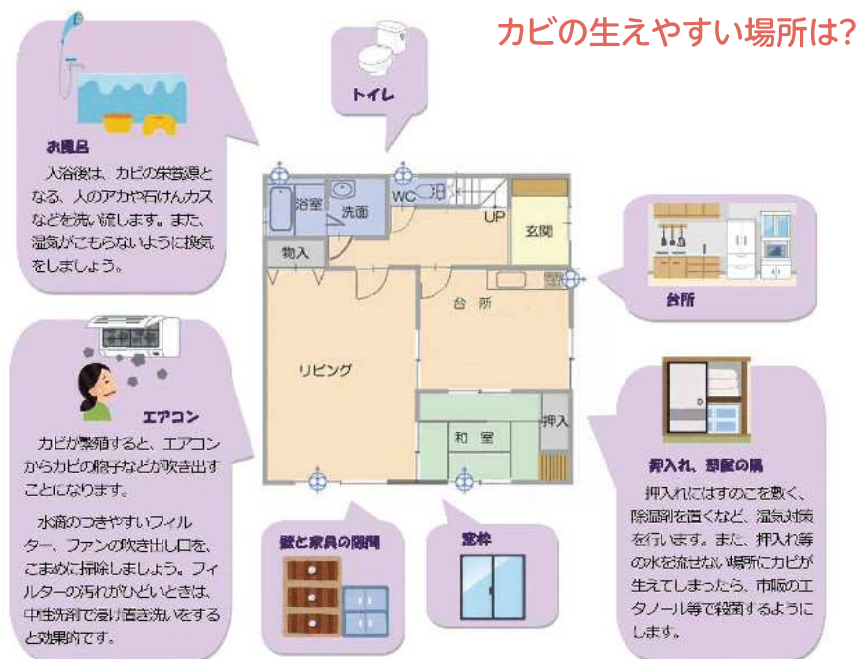 カビの生えやすい場所は?
トイレ
お風呂
入浴後は、カビの栄養源と
なる、人のアカや石けんカス
などを洗い流します。また、
湿気がこもらないように換気
をしましょう。
浴室
洗面
WC
UP
玄関
物入
台所
リビング
和室
押入
台所
エアコン
カビが繁殖すると、エアコン
からカビの胞子などが吹き出す
ことになります。
水滴のつきやすいフィル
ター、ファンの吹き出し口を、
こまめに掃除しましょう。フィ
ルターの汚れがひどいときは、
中性洗剤で浸け置き洗いをする
と効果的です。
壁と家具の隙間
窓枠
押入れ、部屋の隅
押入れにはすのこを敷く、
除湿剤を置くなど、湿気対策
を行います。また、押入れ等
の水を流せない場所にカビが
生えてしまったら、市販のエ
タノール等で殺菌するように
します。